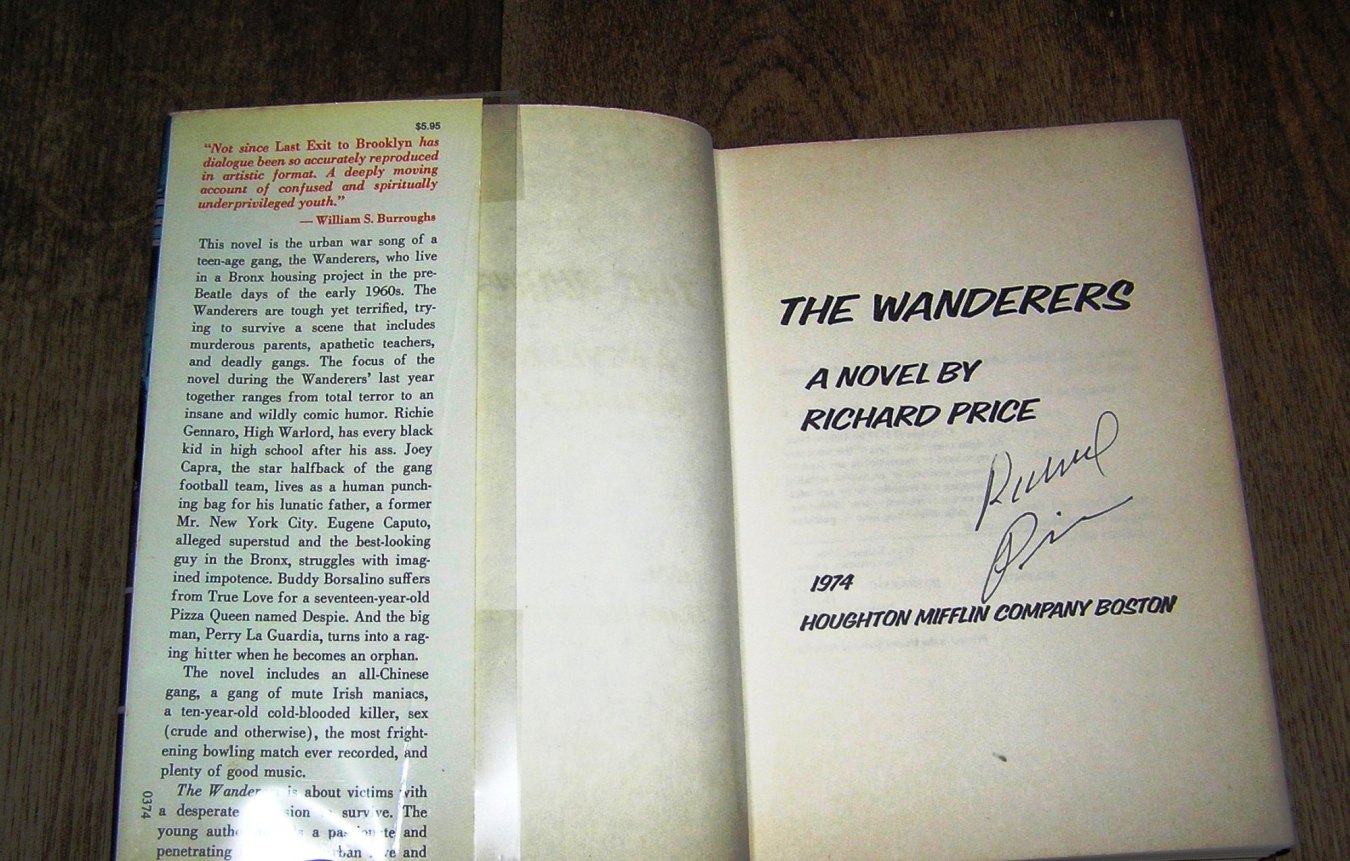 $5.95
“Not since Last Exit to Brooklyn has
dialogue been so accurately reproduced
in artistic format. A deeply moving
account of confused and spiritually
underprivileged youth.”
— William S. Burroughs
This novel is the urban war song of a
teen-age gang, the Wanderers, who live
in a Bronx housing project in the pre-
Beatle days of the early 1960s. The
Wanderers are tough yet terrified, try-
ing to survive a scene that includes
murderous parents, apathetic teachers,
and deadly gangs. The focus of the
novel during the Wanderers’ last year
together ranges from total terror to an
insane and wildly comic humor. Richie
Gennaro, High Warlord, has every black
kid in high school after his ass. Joey
Capra, the star halfback of the gang
football team, lives as a human punch-
ing bag for his lunatic father, a former
Mr. New York City. Eugene Caputo,
alleged superstud and the best-looking
guy in the Bronx, struggles with imag-
ined impotence. Buddy Borsalino suffers
from True Love for a seventeen-year-old
Pizza Queen named Despie. And the big
man, Perry La Guardia, turns into a rag-
ing hitter when he becomes an orphan.
The novel includes an all-Chinese
gang, a gang of mute Irish maniacs,
a ten-year-old cold-blooded killer, sex
(crude and otherwise), the most fright-
ening bowling match ever recorded, and
plenty of good music.
The is about victims with
a desperate survive. The
young a passionate and
penetrating and
0374
THE WANDERERS
A NOVEL BY
RICHARD PRICE
Richard
Price
1974
HOUGHTON MIFFLIN COMPANY BOSTON